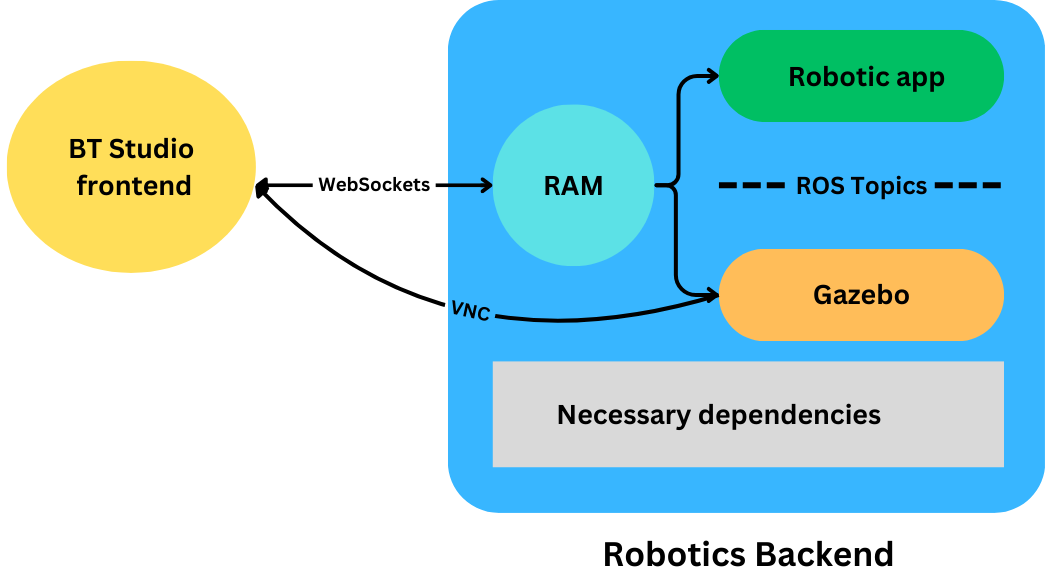 BT Studio
frontend
WebSockets
RAM
Robotic app
ROS Topics
Gazebo
VNC
Necessary dependencies
Robotics Backend